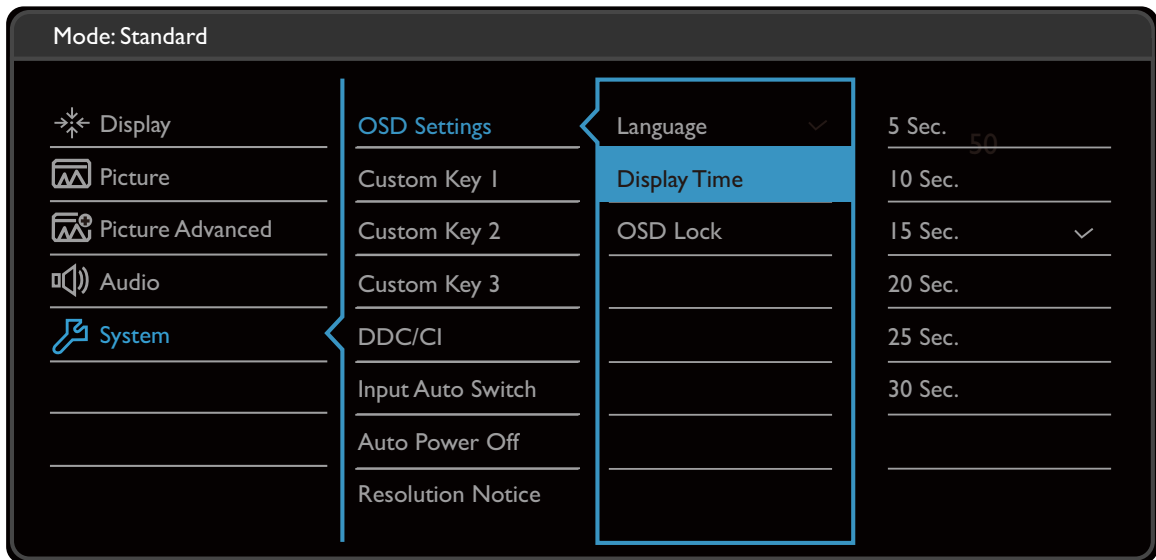 Mode: Standard
Display
Picture
Picture Advanced
Audio
System
OSD Settings
Custom Key 1
Custom Key 2
Custom Key 3
DDC/CI
Input Auto Switch
Auto Power Off
Resolution Notice
Language
Display Time
OSD Lock
5 Sec.
50
10 Sec.
15 Sec.
20 Sec.
25 Sec.
30 Sec.